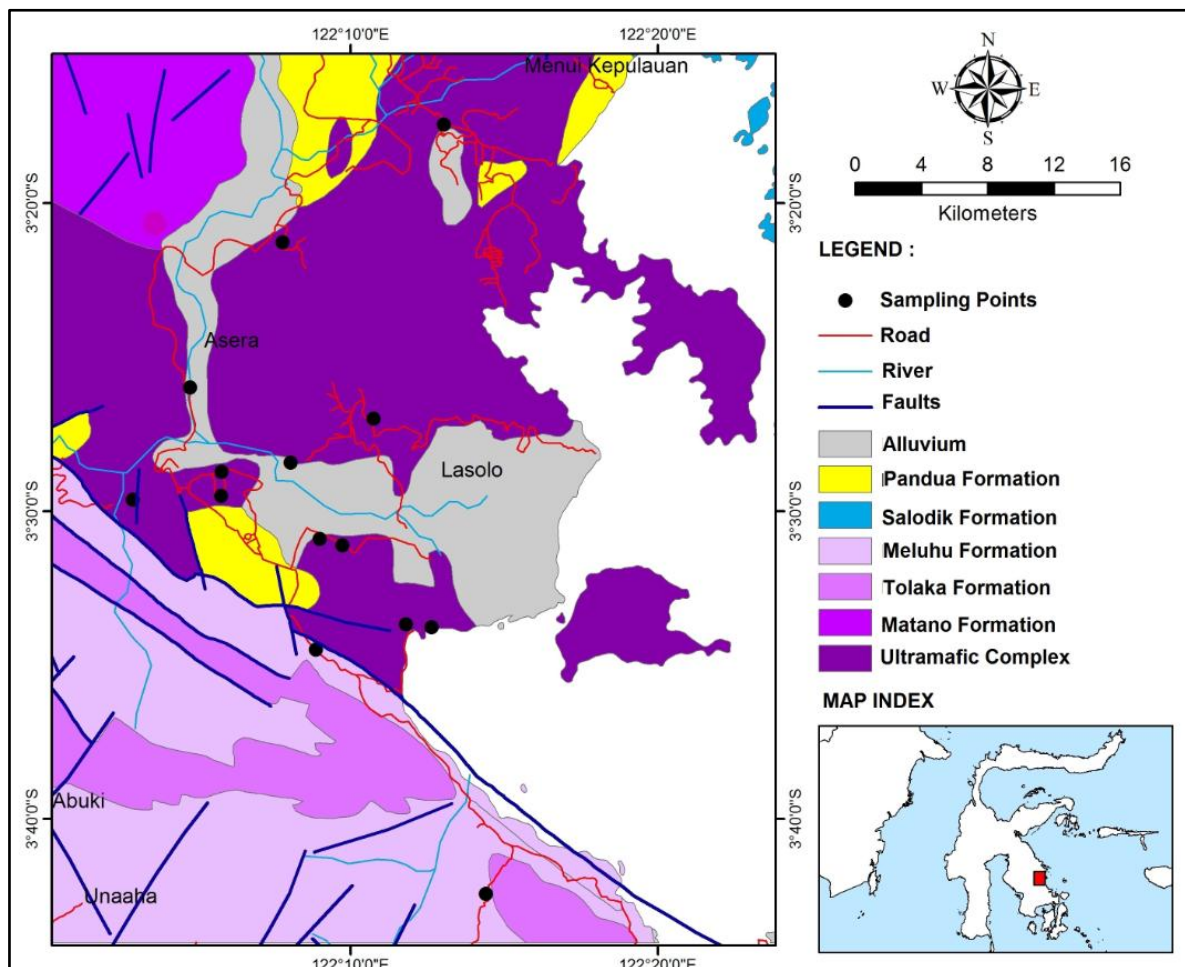 122°10'0"E
122°20'0"E
Menui Kepulauan
3°20'0"S
3°20'0"S
Asera
Lasolo
3°30'0"S
3°30'0"S
Abuki
3°40'0"S
3°40'0"S
Unaaha
122°10'0"E
122°20'0"E
N
W
E
S
0 4 8 12 16
Kilometers
LEGEND :
Sampling Points
Road
River
Faults
Alluvium
Pandua Formation
Salodik Formation
Meluhu Formation
Tolaka Formation
Matano Formation
Ultramafic Complex
MAP INDEX